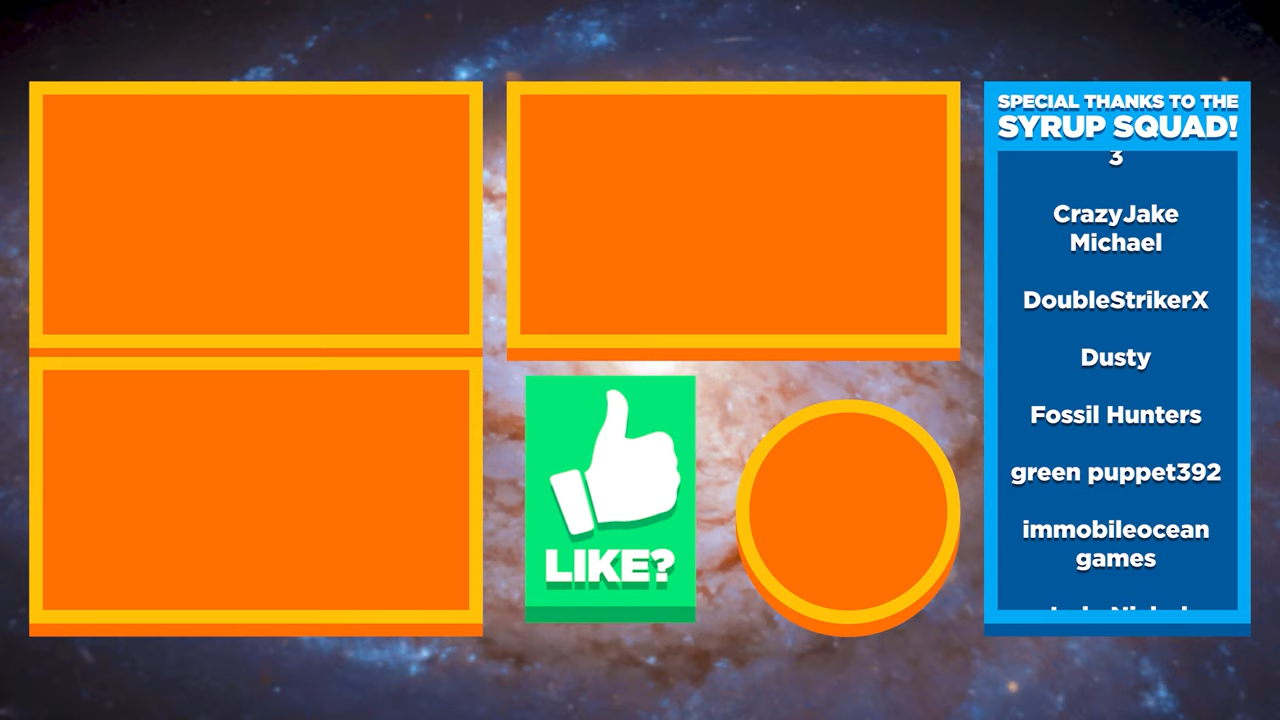 SPECIAL THANKS TO THE
SYRUP SQUAD!
3
CrazyJake
Michael
DoubleStrikerX
Dusty
Fossil Hunters
green puppet392
immobileocean
games
LIKE?